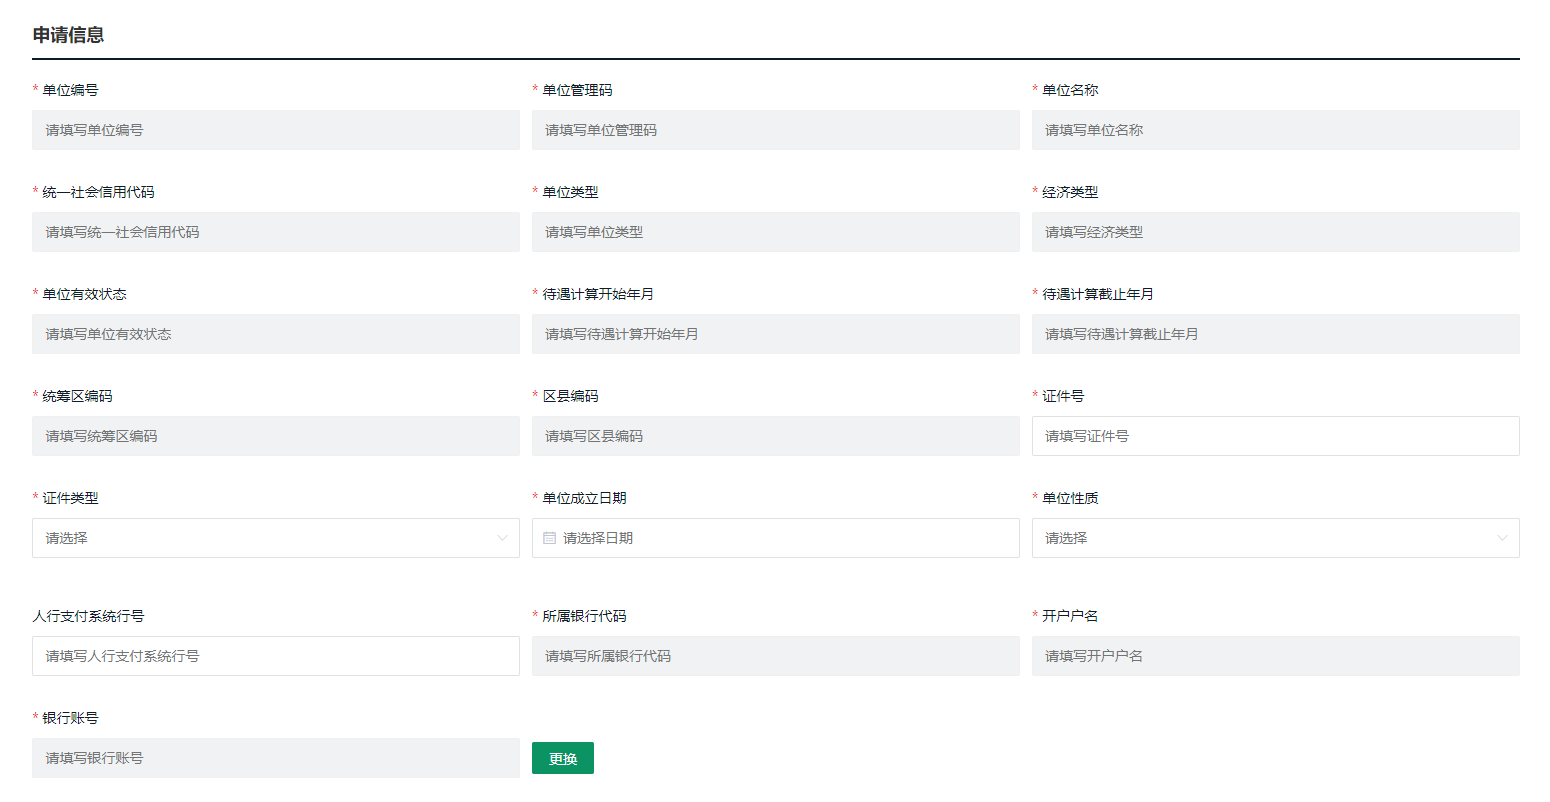 申请信息
* 单位编号 * 单位管理码 * 单位名称
请填写单位编号 请填写单位管理码 请填写单位名称
* 统一社会信用代码 * 单位类型 * 经济类型
请填写统一社会信用代码 请填写单位类型 请填写经济类型
* 单位有效状态 * 待遇计算开始年月 * 待遇计算截止年月
请填写单位有效状态 请填写待遇计算开始年月 请填写待遇计算截止年月
* 统筹区编码 * 区县编码 * 证件号
请填写统筹区编码 请填写区县编码 请填写证件号
* 证件类型 * 单位成立日期 * 单位性质
请选择 请选择日期 请选择
人行支付系统行号 * 所属银行代码 * 开户户名
请填写人行支付系统行号 请填写所属银行代码 请填写开户户名
* 银行账号
请填写银行账号 更换